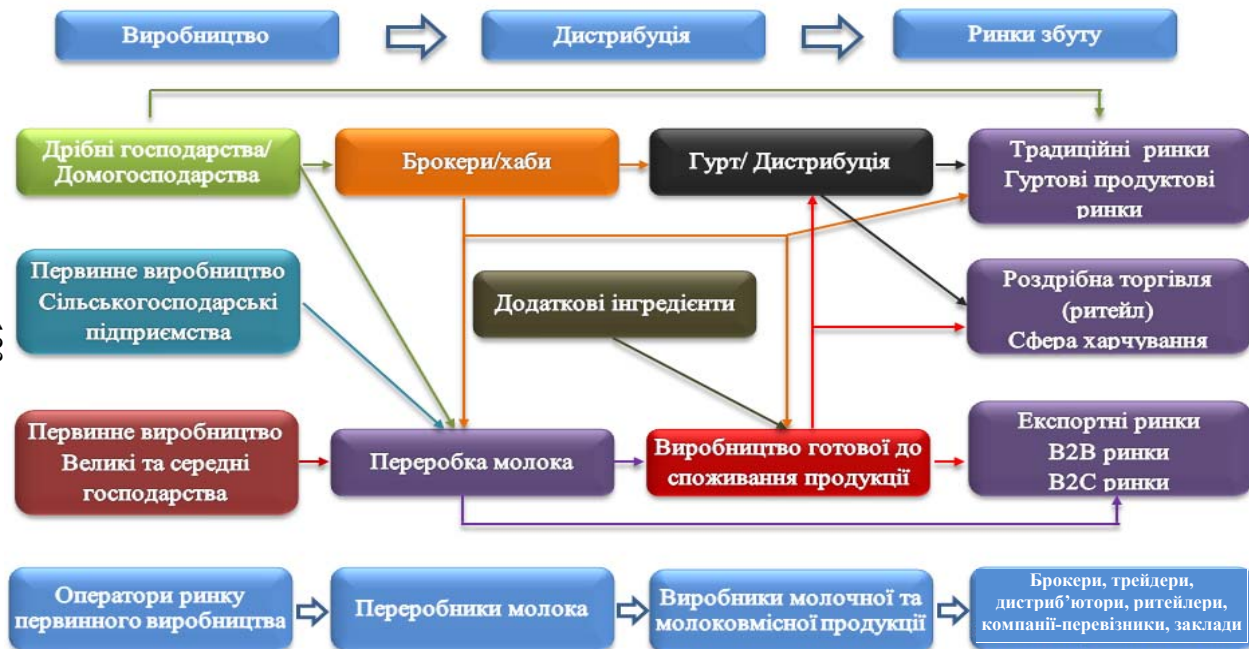 Виробництво
Дистрибуція
Ринки збуту
Дрібні господарства/
Домогосподарства
Брокери/хаби
Гурт/ Дистрибуція
Традиційні ринки
Гуртові продуктові
ринки
Первинне виробництво
Сільськогосподарські
підприємства
Додаткові інгредієнти
Роздрібна торгівля
(ритейл)
Сфера харчування
Первинне виробництво
Великі та середні
господарства
Переробка молока
Виробництво готової до
споживання продукції
Експортні ринки
B2B ринки
B2C ринки
Оператори ринку
первинного виробництва
Переробники молока
Виробники молочної та
молоковмісної продукції
Брокери, трейдери,
дистриб’ютори, ритейлери,
компанії-перевізники, заклади